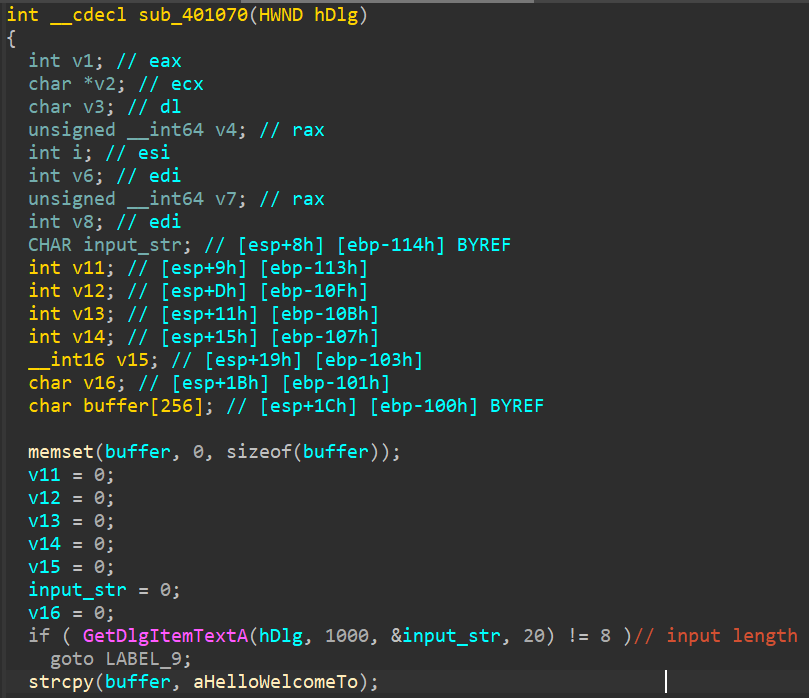 int __cdecl sub_401070(HWND hDlg)
{
int v1; // eax
char *v2; // ecx
char v3; // dl
unsigned __int64 v4; // rax
int i; // esi
int v6; // edi
unsigned __int64 v7; // rax
int v8; // edi
CHAR input_str; // [esp+8h] [ebp-114h] BYREF
int v11; // [esp+9h] [ebp-113h]
int v12; // [esp+Dh] [ebp-10Fh]
int v13; // [esp+11h] [ebp-10Bh]
int v14; // [esp+15h] [ebp-107h]
__int16 v15; // [esp+19h] [ebp-103h]
char v16; // [esp+1Bh] [ebp-101h]
char buffer[256]; // [esp+1Ch] [ebp-100h] BYREF
memset(buffer, 0, sizeof(buffer));
v11 = 0;
v12 = 0;
v13 = 0;
v14 = 0;
v15 = 0;
input_str = 0;
v16 = 0;
if ( GetDlgItemTextA(hDlg, 1000, &input_str, 20) != 8 )// input length
goto LABEL_9;
strcpy(buffer, aHelloWelcomeTo);